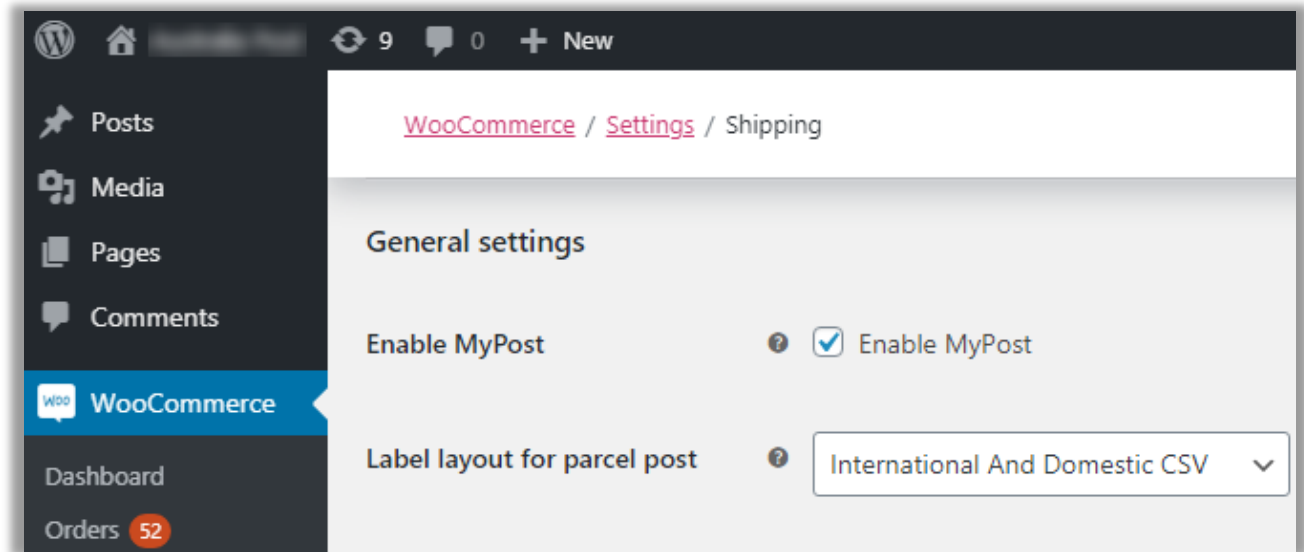 9 0 New
Posts
Media
Pages
Comments
Woo WooCommerce
Dashboard
Orders 52
WooCommerce / Settings / Shipping
General settings
Enable MyPost Enable MyPost
Label layout for parcel post International And Domestic CSV